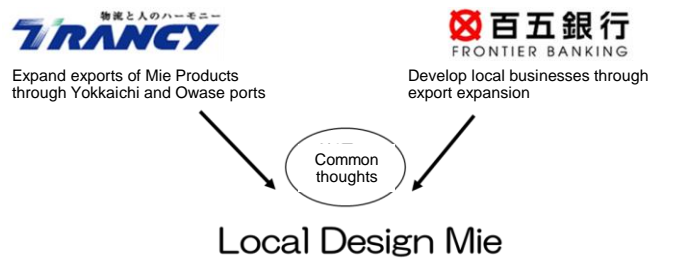 物流と人のハーモニー
TRANCY
百五銀行
FRONTIER BANKING
Expand exports of Mie Products
through Yokkaichi and Owase ports
Develop local businesses through
export expansion
Common
thoughts
Local Design Mie